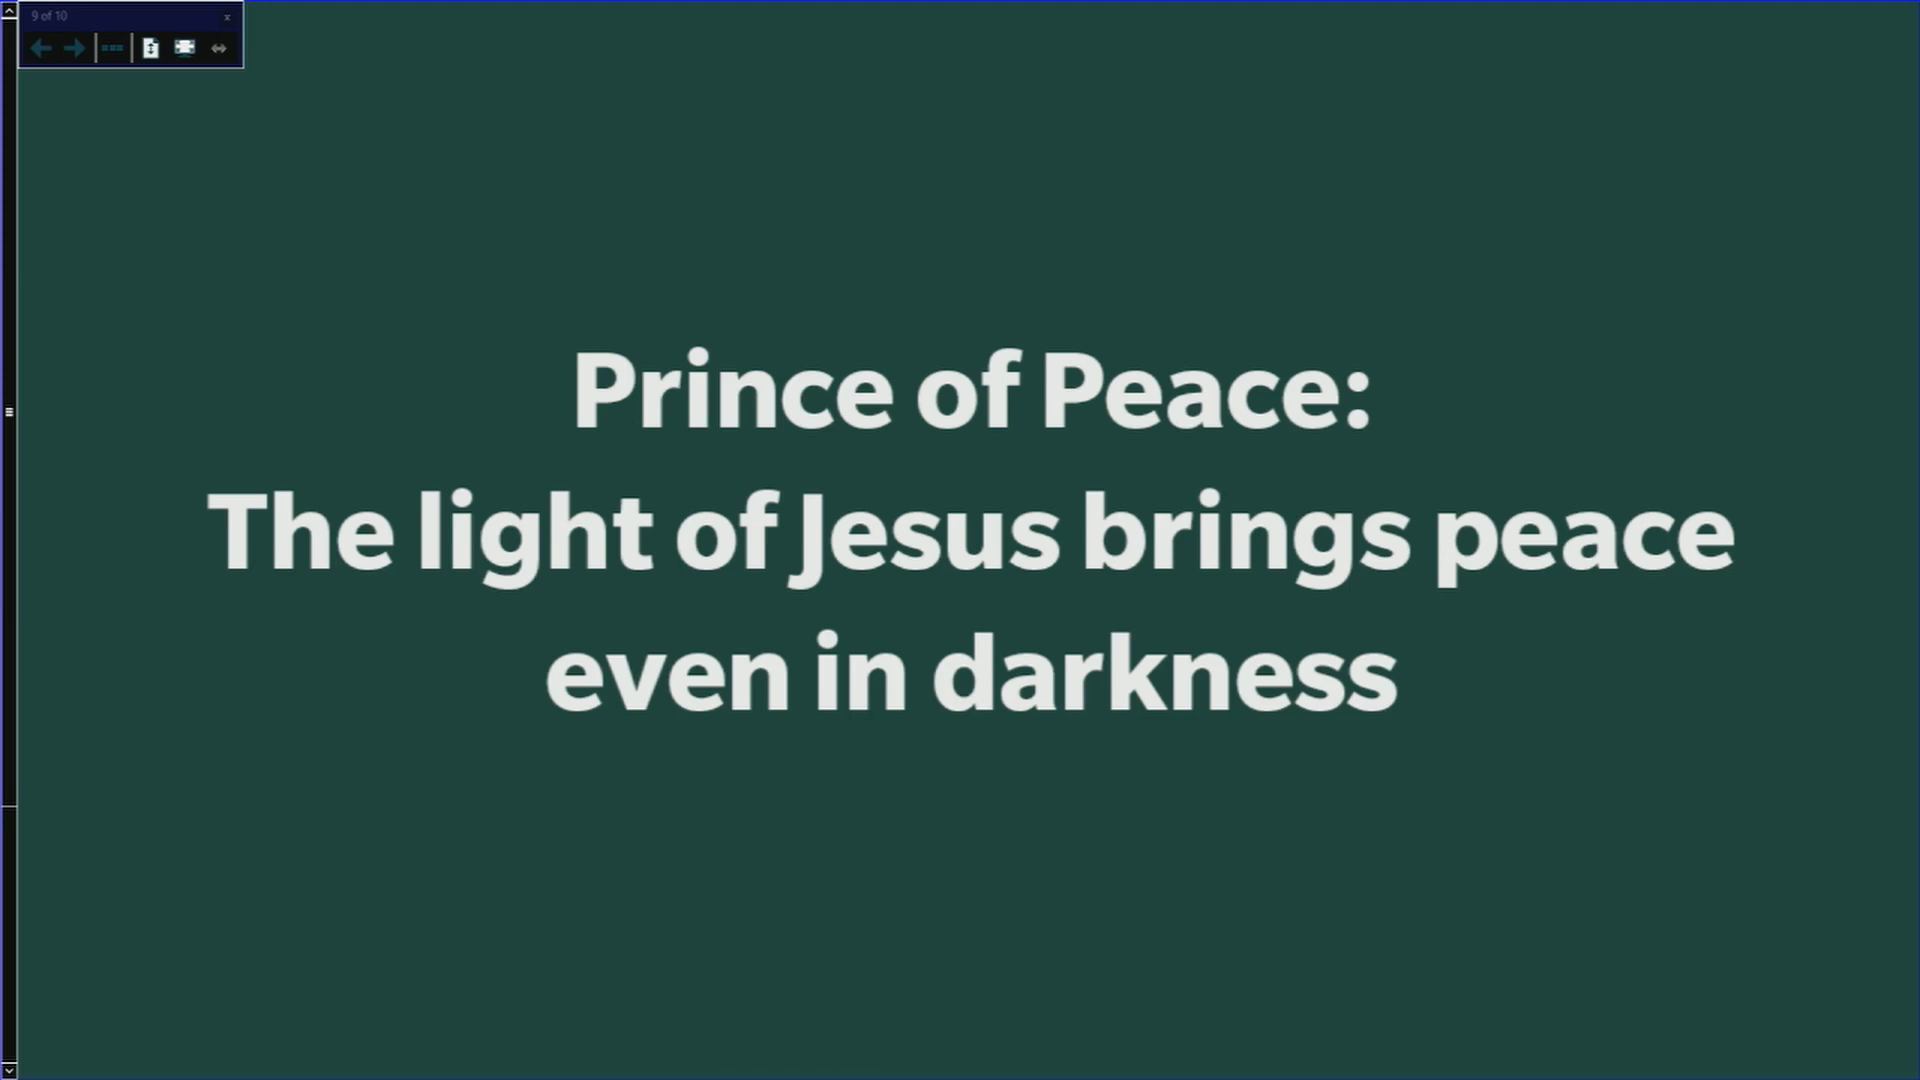 9 of 10
x
Prince of Peace:
The light of Jesus brings peace
even in darkness